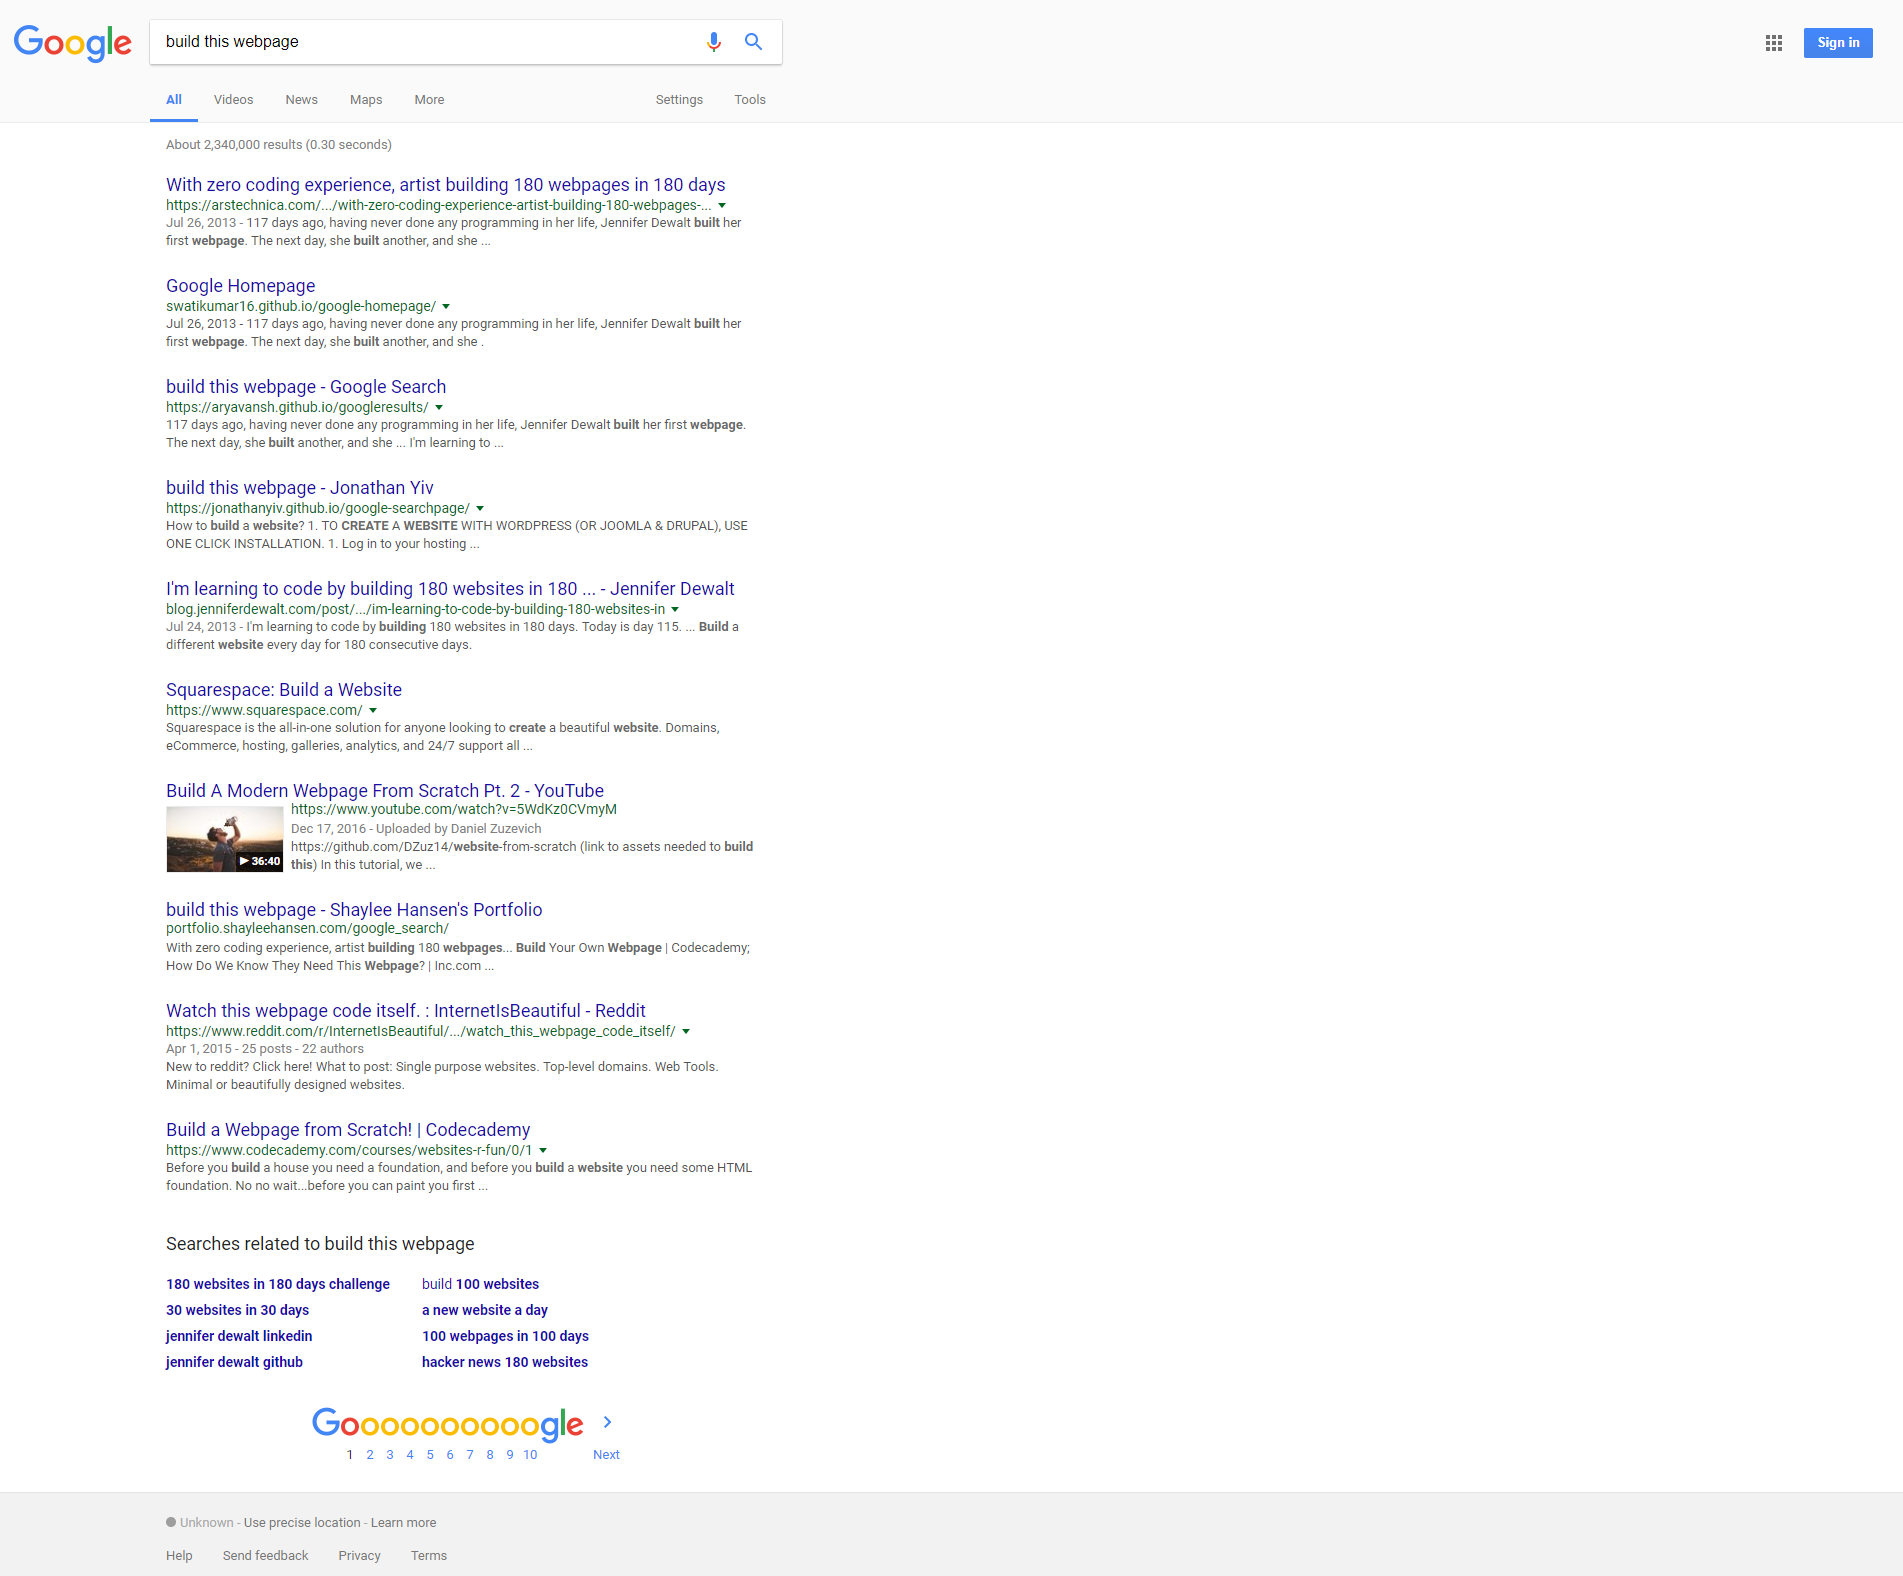 Google
build this webpage
Sign in
All Videos News Maps More Settings Tools
About 2,340,000 results (0.30 seconds)
With zero coding experience, artist building 180 webpages in 180 days
https://arstechnica.com/.../with-zero-coding-experience-artist-building-180-webpages-...
Jul 26, 2013 - 117 days ago, having never done any programming in her life, Jennifer Dewalt built her
first webpage. The next day, she built another, and she ...
Google Homepage
swatikumar16.github.io/google-homepage/
Jul 26, 2013 - 117 days ago, having never done any programming in her life, Jennifer Dewalt built her
first webpage. The next day, she built another, and she .
build this webpage - Google Search
https://aryavansh.github.io/googleresults/
117 days ago, having never done any programming in her life, Jennifer Dewalt built her first webpage.
The next day, she built another, and she ... I'm learning to ...
build this webpage - Jonathan Yiv
https://jonathanyiv.github.io/google-searchpage/
How to build a website? 1. TO CREATE A WEBSITE WITH WORDPRESS (OR JOOMLA & DRUPAL), USE
ONE CLICK INSTALLATION. 1. Log in to your hosting ...
I'm learning to code by building 180 websites in 180 ... - Jennifer Dewalt
blog.jenniferdewalt.com/post/.../im-learning-to-code-by-building-180-websites-in
Jul 24, 2013 - I'm learning to code by building 180 websites in 180 days. Today is day 115. ... Build a
different website every day for 180 consecutive days.
Squarespace: Build a Website
https://www.squarespace.com/
Squarespace is the all-in-one solution for anyone looking to create a beautiful website. Domains,
eCommerce, hosting, galleries, analytics, and 24/7 support all ...
Build A Modern Webpage From Scratch Pt. 2 - YouTube
https://www.youtube.com/watch?v=5WdKz0CVmyM
Dec 17, 2016 - Uploaded by Daniel Zuzevich
https://github.com/DZuz14/website-from-scratch (link to assets needed to build
this) In this tutorial, we ...
36:40
build this webpage - Shaylee Hansen's Portfolio
portfolio.shayleehansen.com/google_search/
With zero coding experience, artist building 180 webpages... Build Your Own Webpage | Codecademy;
How Do We Know They Need This Webpage? | Inc.com ...
Watch this webpage code itself. : InternetIsBeautiful - Reddit
https://www.reddit.com/r/InternetIsBeautiful/.../watch_this_webpage_code_itself/
Apr 1, 2015 - 25 posts - 22 authors
New to reddit? Click here! What to post: Single purpose websites. Top-level domains. Web Tools.
Minimal or beautifully designed websites.
Build a Webpage from Scratch! | Codecademy
https://www.codecademy.com/courses/websites-r-fun/0/1
Before you build a house you need a foundation, and before you build a website you need some HTML
foundation. No no wait...before you can paint you first ...
Searches related to build this webpage
180 websites in 180 days challenge build 100 websites
30 websites in 30 days a new website a day
jennifer dewalt linkedin 100 webpages in 100 days
jennifer dewalt github hacker news 180 websites
Goooooooooogle
1 2 3 4 5 6 7 8 9 10 Next
Unknown - Use precise location - Learn more
Help Send feedback Privacy Terms